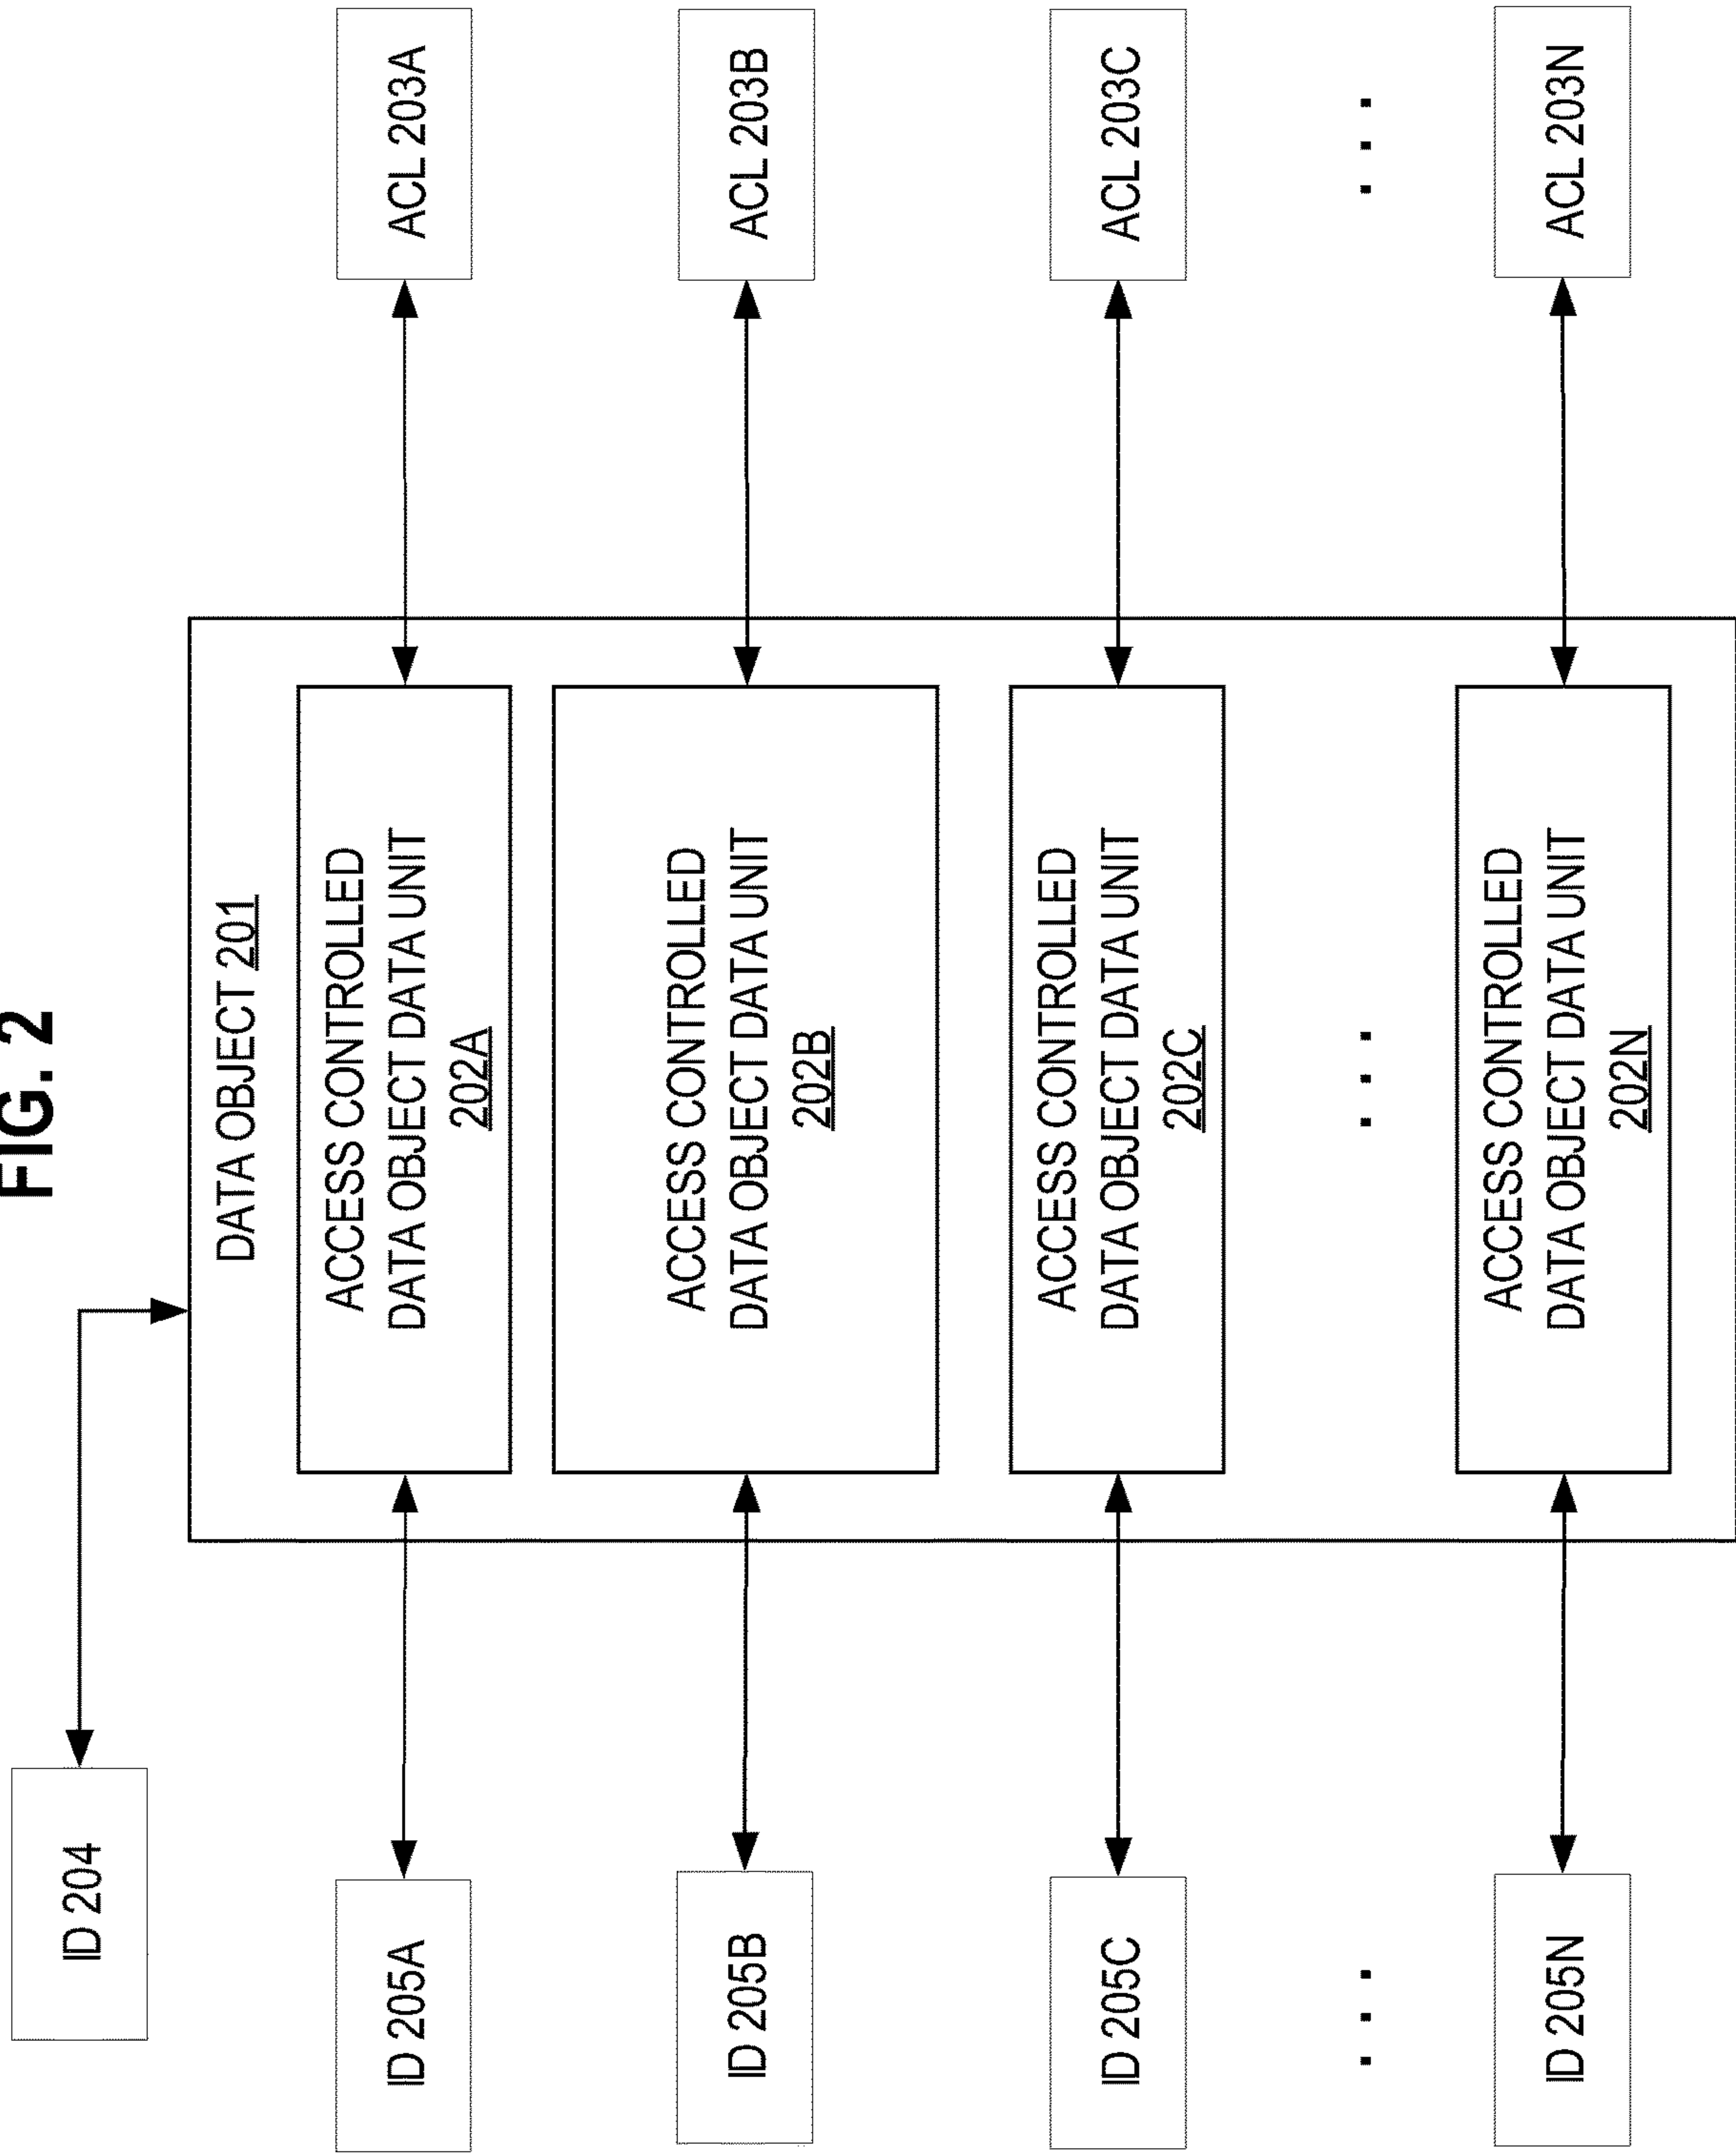 FIG. 2
ID 204
DATA OBJECT 201
ID 205A
ACCESS CONTROLLED
DATA OBJECT DATA UNIT
202A
ACL 203A
ID 205B
ACCESS CONTROLLED
DATA OBJECT DATA UNIT
202B
ACL 203B
ID 205C
ACCESS CONTROLLED
DATA OBJECT DATA UNIT
202C
ACL 203C
. . .
. . .
. . .
ID 205N
ACCESS CONTROLLED
DATA OBJECT DATA UNIT
202N
ACL 203N